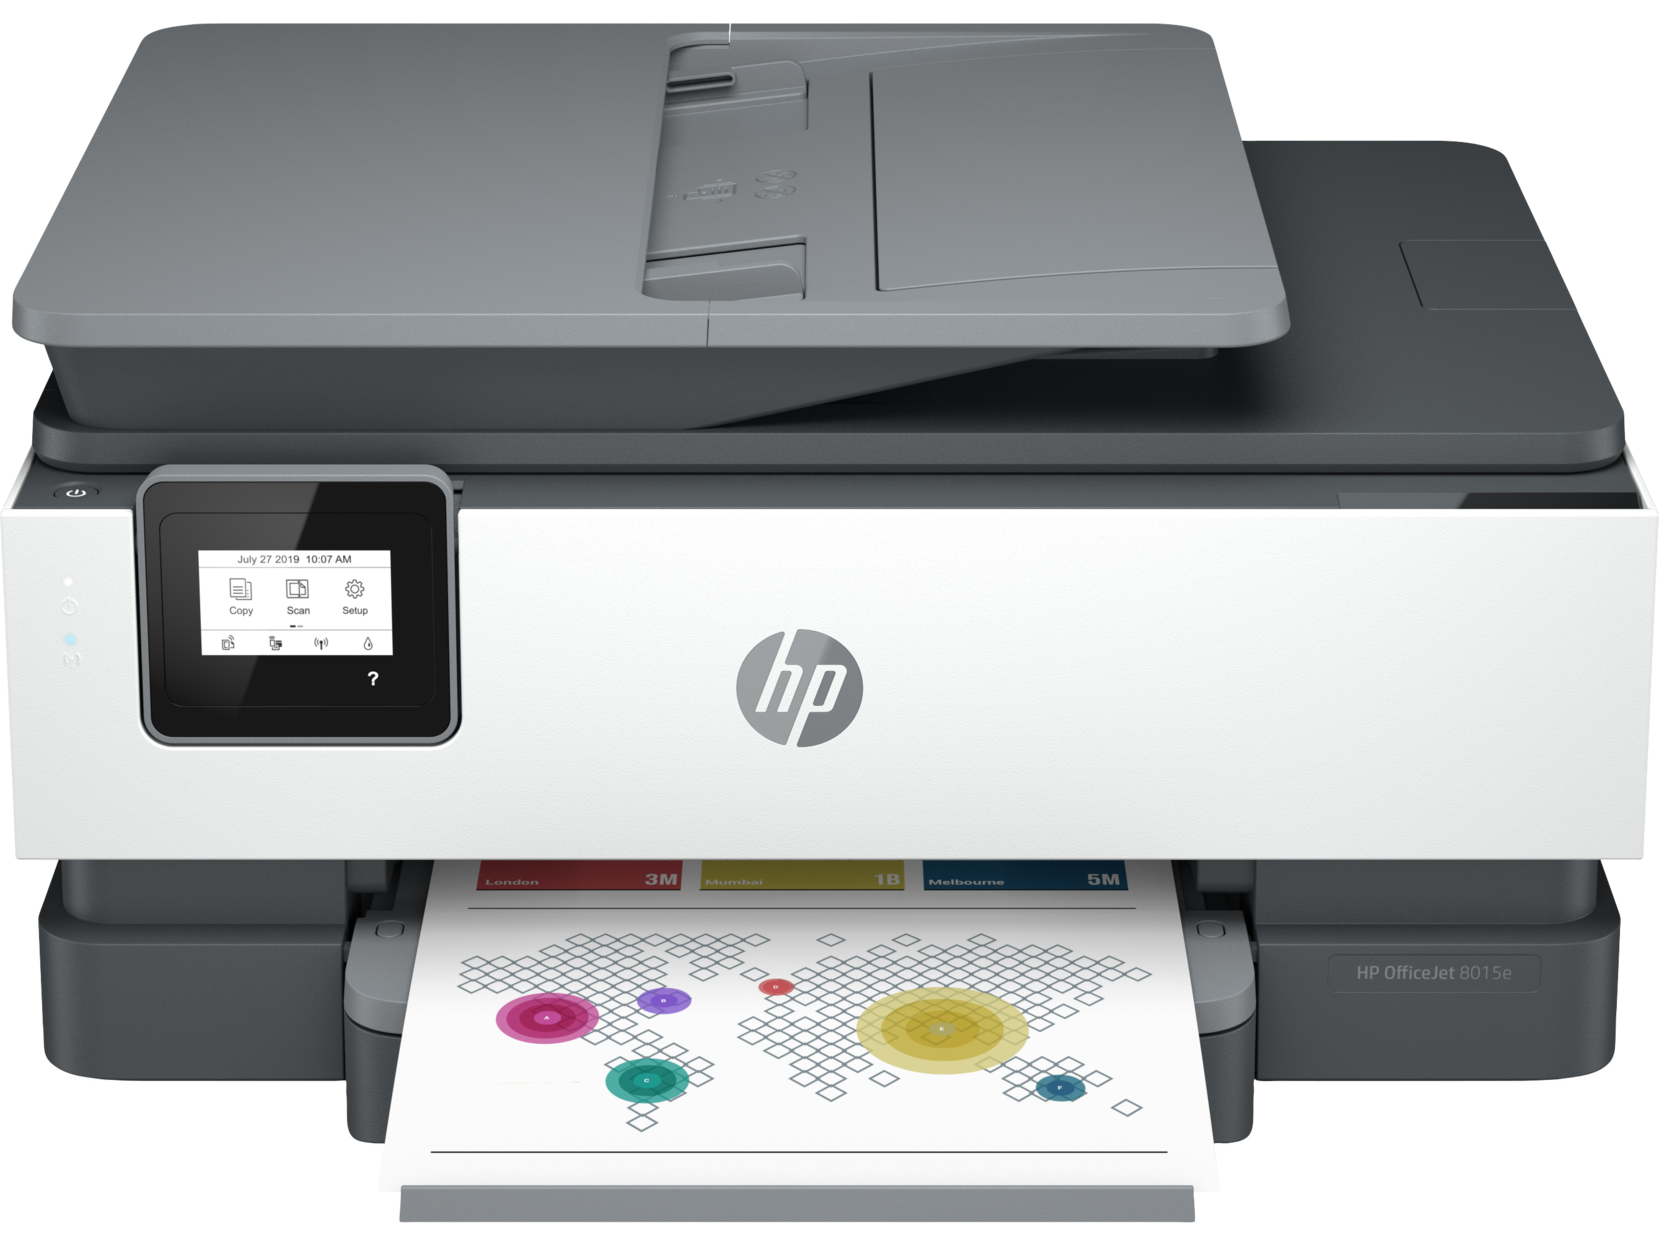 July 27 2019 10:07 AM
Copy Scan Setup
?
hp
London 3M Mumbai 1B Melbourne 5M
HP OfficeJet 8015e
A
B
C
D
E
F